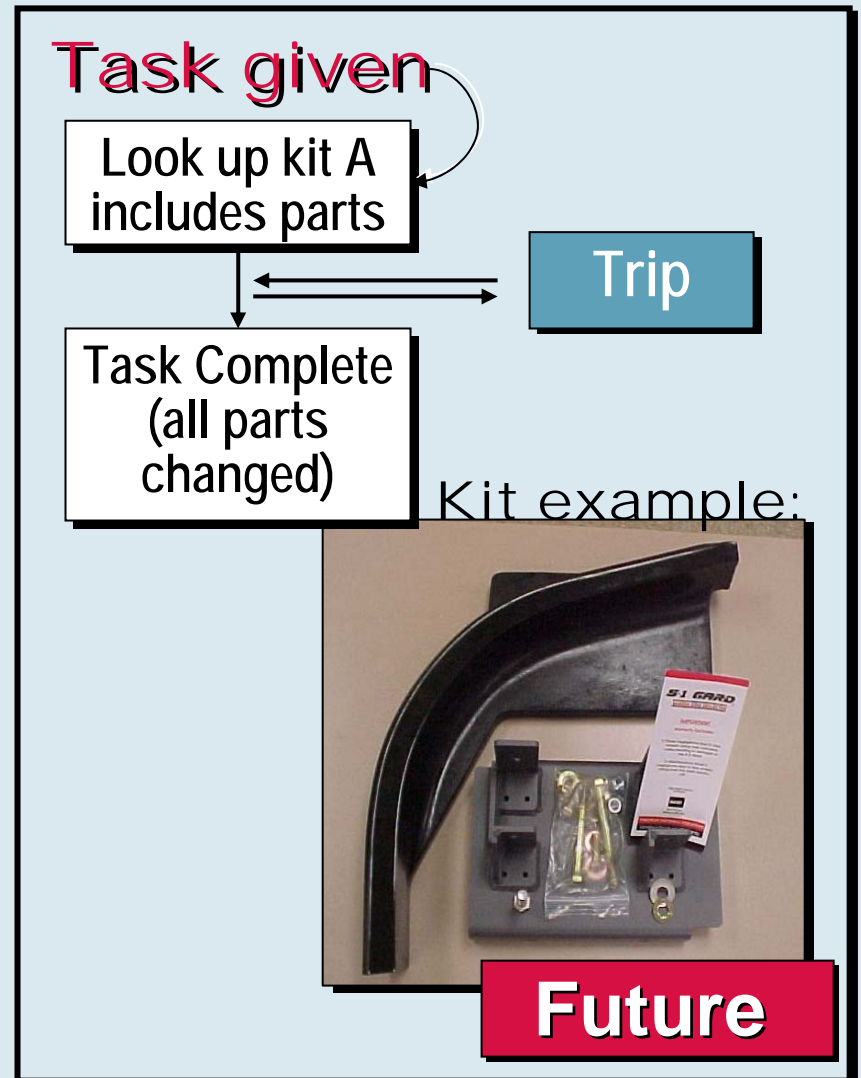 Task given
Look up kit A
includes parts
Trip
Task Complete
(all parts
changed)
Kit example:
S-1 GARD
IMPORTANT
Future